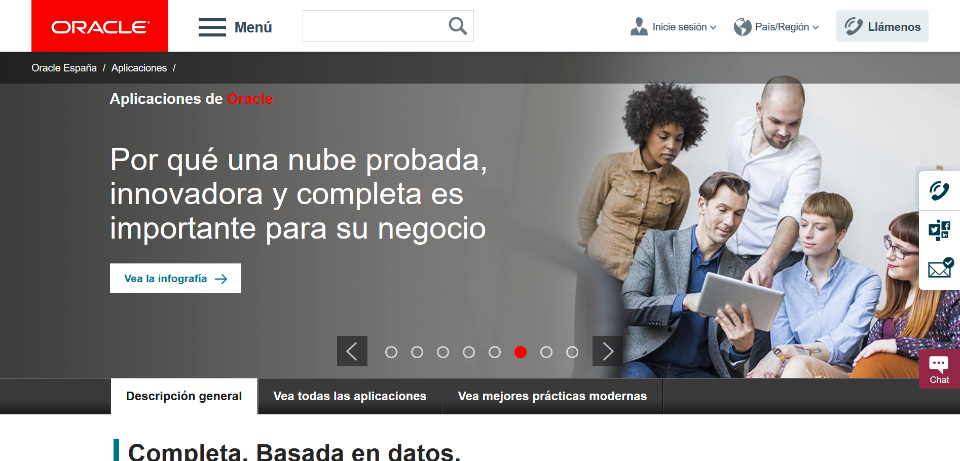 ORACLE
Menú
Inicie sesión
País/Región
Llámenos
Oracle España / Aplicaciones /
Aplicaciones de Oracle
Por qué una nube probada,
innovadora y completa es
importante para su negocio
Vea la infografía
Chat
Descripción general
Vea todas las aplicaciones
Vea mejores prácticas modernas
Completa. Basada en datos.